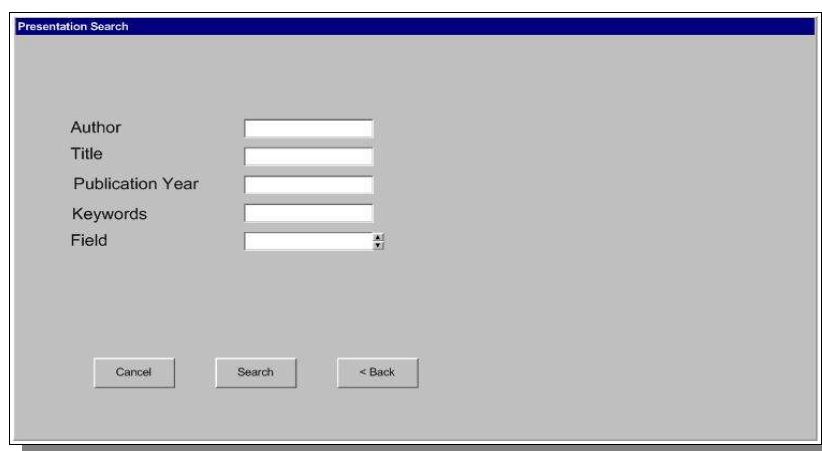 Presentation Search
Author
Title
Publication Year
Keywords
Field
Cancel Search < Back